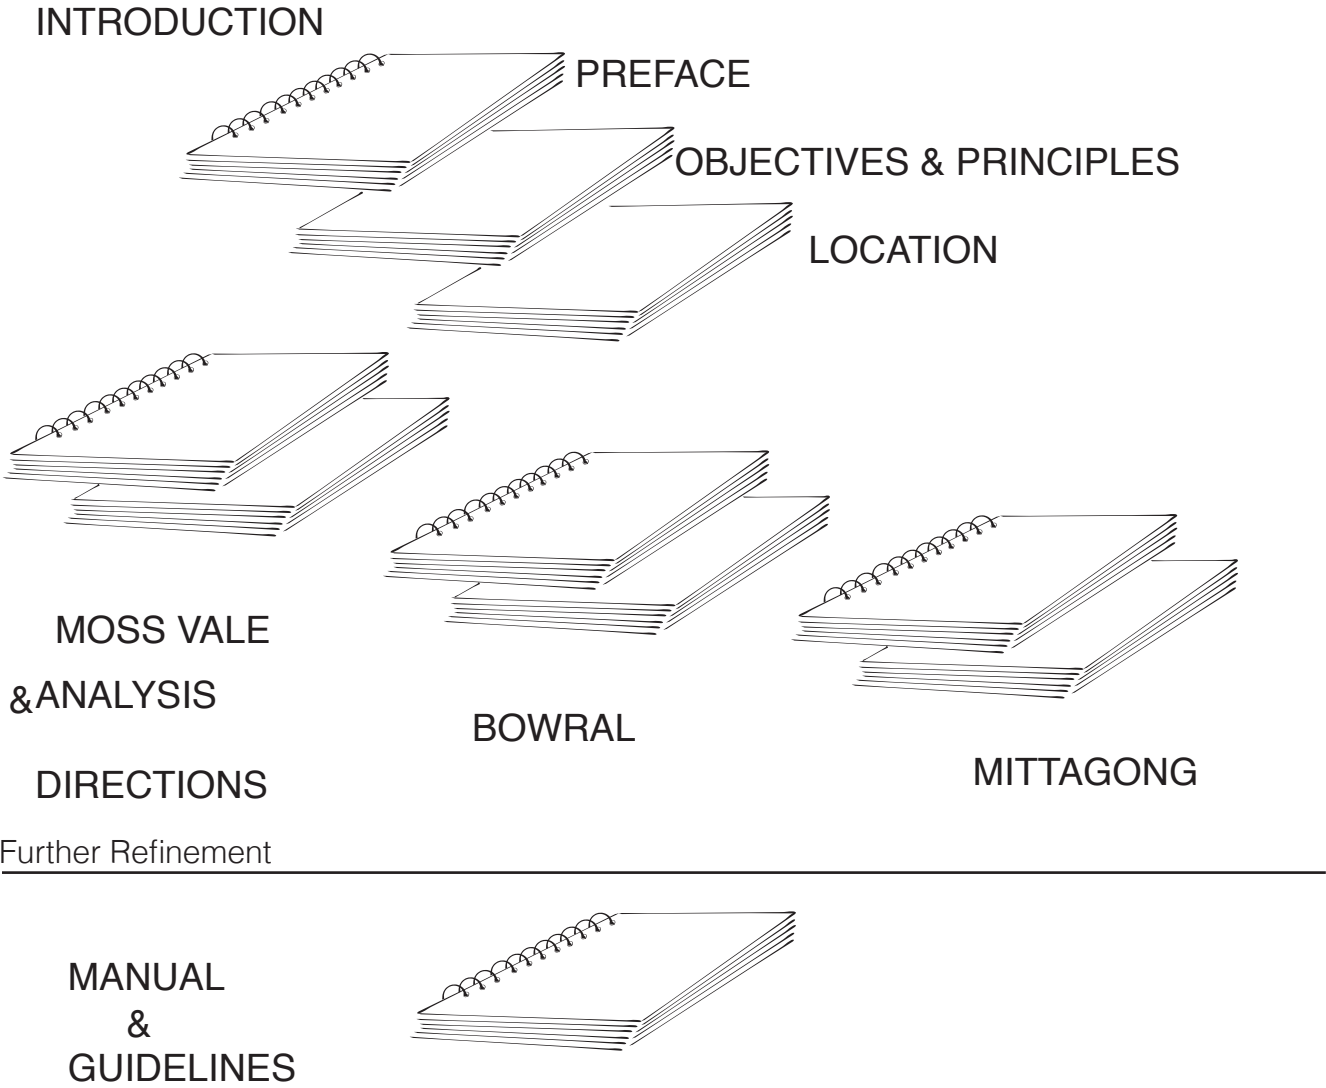 INTRODUCTION
PREFACE
OBJECTIVES & PRINCIPLES
LOCATION
MOSS VALE
&ANALYSIS
BOWRAL
MITTAGONG
DIRECTIONS
Further Refinement
MANUAL
&
GUIDELINES